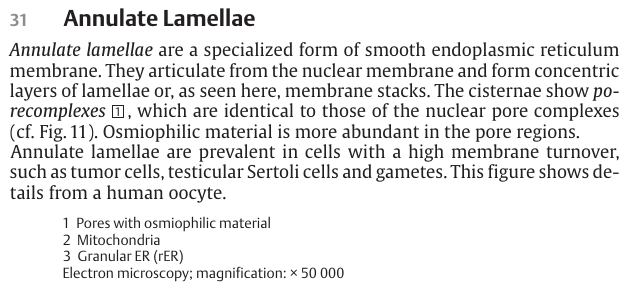 31 Annulate Lamellae
Annulate lamellae are a specialized form of smooth endoplasmic reticulum
membrane. They articulate from the nuclear membrane and form concentric
layers of lamellae or, as seen here, membrane stacks. The cisternae show po-
recomplexes 1, which are identical to those of the nuclear pore complexes
(cf. Fig. 11). Osmiophilic material is more abundant in the pore regions.
Annulate lamellae are prevalent in cells with a high membrane turnover,
such as tumor cells, testicular Sertoli cells and gametes. This figure shows de-
tails from a human oocyte.
1 Pores with osmiophilic material
2 Mitochondria
3 Granular ER (rER)
Electron microscopy; magnification: × 50 000